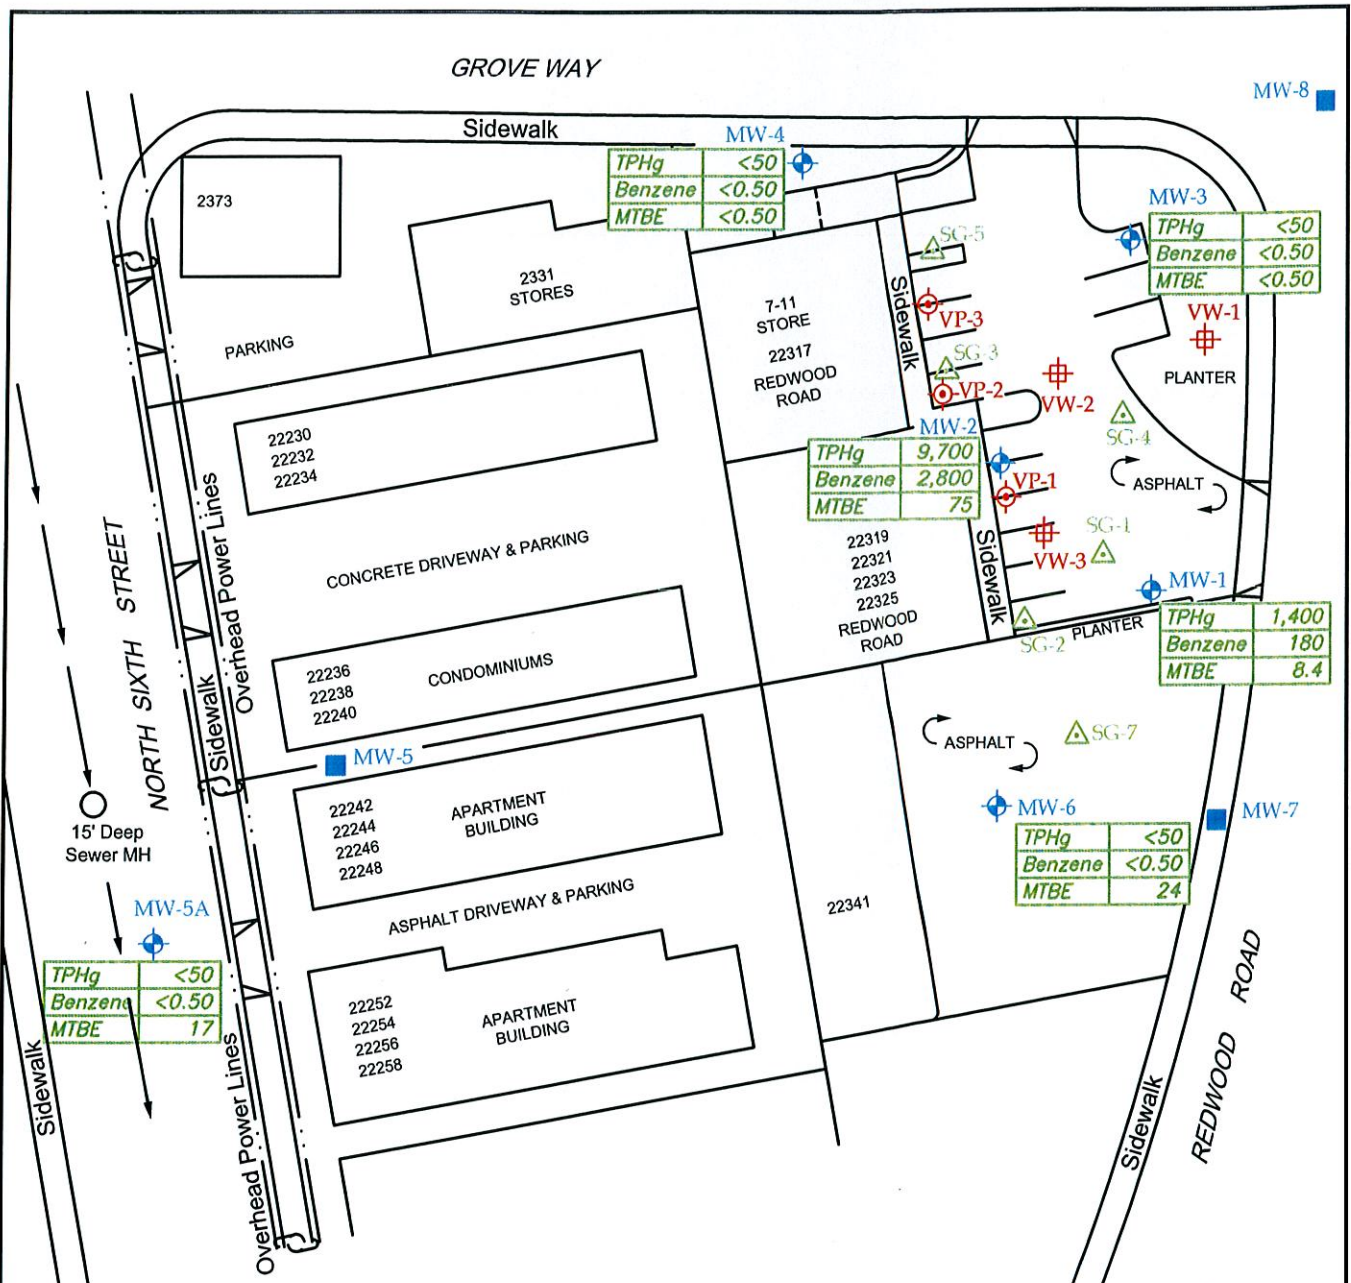 GROVE WAY
MW-8
Sidewalk
MW-4
TPHg <50
Benzene <0.50
MTBE <0.50
2373
MW-3
TPHg <50
Benzene <0.50
MTBE <0.50
2331
STORES
SG-5
Sidewalk
7-11
STORE
22317
REDWOOD
ROAD
VP-3
VW-1
PARKING
SG-3
VP-2
VW-2
PLANTER
SG-4
MW-2
TPHg 9,700
Benzene 2,800
MTBE 75
22230
22232
22234
VP-1
ASPHALT
Overhead Power Lines
NORTH SIXTH STREET
CONCRETE DRIVEWAY & PARKING
22319
22321
22323
22325
REDWOOD
ROAD
Sidewalk
SG-1
VW-3
MW-1
TPHg 1,400
Benzene 180
MTBE 8.4
SG-2
PLANTER
22236
22238
22240
CONDOMINIUMS
Sidewalk
MW-5
ASPHALT
SG-7
22242
22244
22246
22248
APARTMENT
BUILDING
MW-6
TPHg <50
Benzene <0.50
MTBE 24
MW-7
15' Deep
Sewer MH
ASPHALT DRIVEWAY & PARKING
22341
MW-5A
TPHg <50
Benzene <0.50
MTBE 17
22252
22254
22256
22258
APARTMENT
BUILDING
REDWOOD ROAD
Sidewalk
Overhead Power Lines
Sidewalk